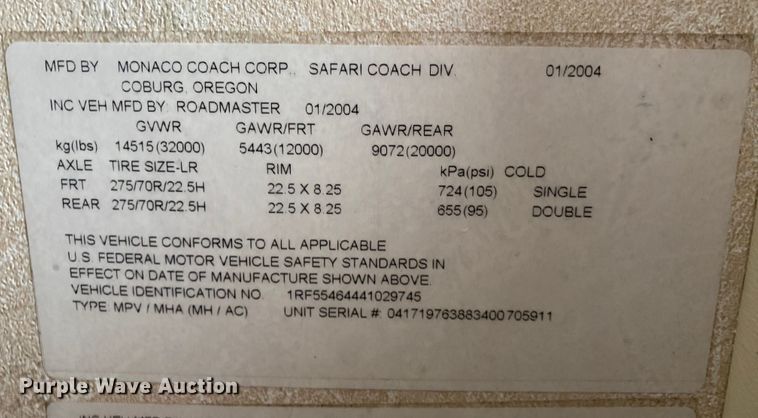 MFD BY MONACO COACH CORP., SAFARI COACH DIV. 01/2004
COBURG, OREGON
INC VEH MFD BY ROADMASTER 01/2004
GVWR GAWR/FRT GAWR/REAR
kg(lbs) 14515(32000) 5443(12000) 9072(20000)
AXLE TIRE SIZE-LR RIM kPa(psi) COLD
FRT 275/70R/22.5H 22.5 X 8.25 724(105) SINGLE
REAR 275/70R/22.5H 22.5 X 8.25 655(95) DOUBLE
THIS VEHICLE CONFORMS TO ALL APPLICABLE
U.S. FEDERAL MOTOR VEHICLE SAFETY STANDARDS IN
EFFECT ON DATE OF MANUFACTURE SHOWN ABOVE.
VEHICLE IDENTIFICATION NO. 1RF55464441029745
TYPE: MPV / MHA (MH / AC) UNIT SERIAL #: 041719763883400705911
Purple Wave Auction